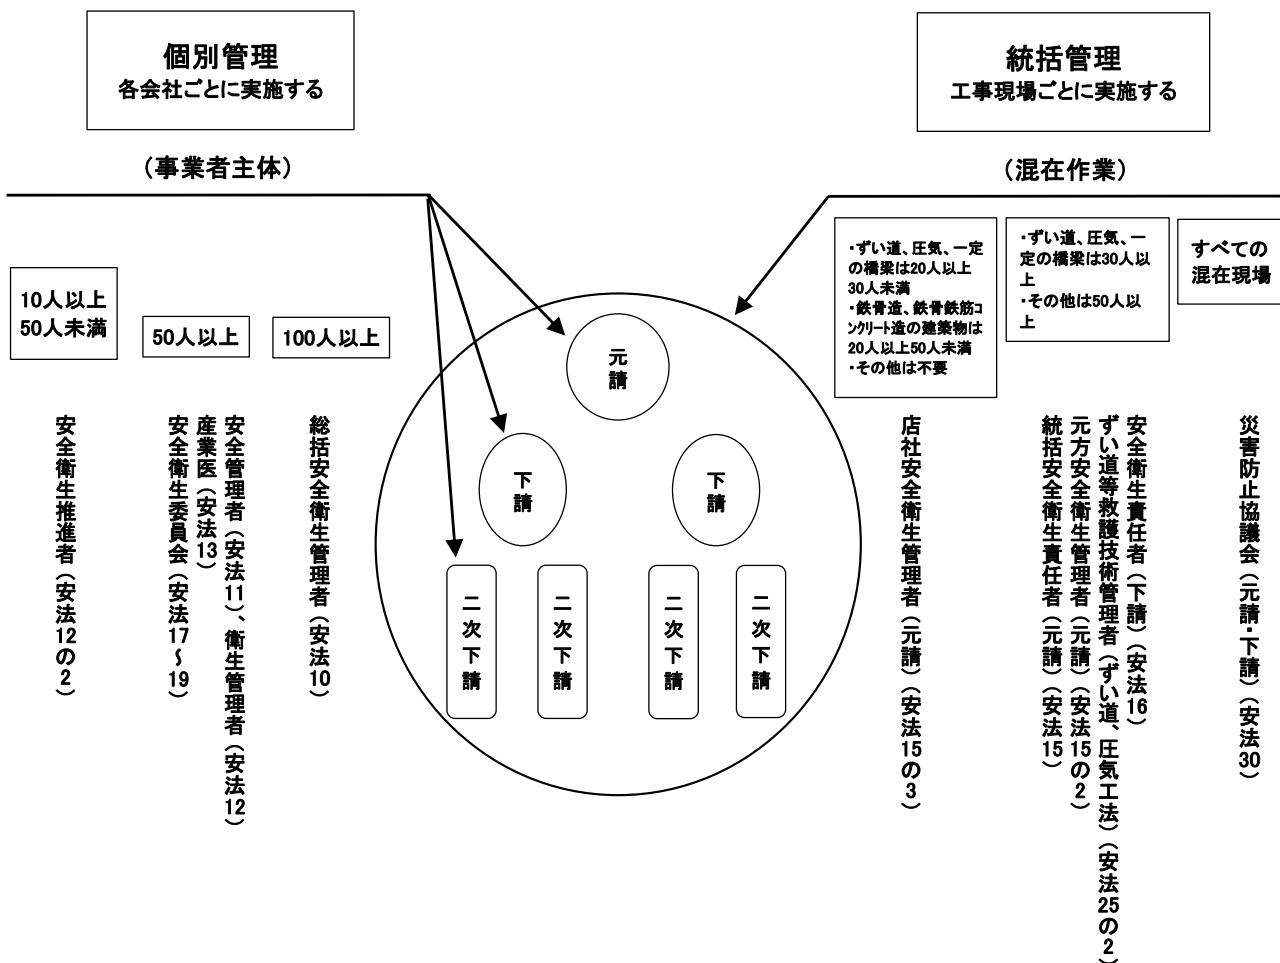 個別管理
各会社ごとに実施する
(事業者主体)
統括管理
工事現場ごとに実施する
(混在作業)
10人以上
50人未満
50人以上
100人以上
安全衛生推進者(安法12の2)
安全管理者(安法11)、衛生管理者(安法12)
産業医(安法13)
安全衛生委員会(安法17~19)
総括安全衛生管理者(安法10)
元請
下請
下請
二次下請
二次下請
二次下請
二次下請
・ずい道、圧気、一
定の橋梁は20人以上
30人未満
・鉄骨造、鉄骨鉄筋コ
ンクリート造の建築物は
20人以上50人未満
・その他は不要
・ずい道、圧気、一
定の橋梁は30人以
上
・その他は50人以
上
すべての
混在現場
店社安全衛生管理者(元請)(安法15の3)
安全衛生責任者(下請)(安法16)
ずい道等救護技術管理者(ずい道、圧気工法)(安法25の2)
元方安全衛生管理者(元請)(安法15の2)
統括安全衛生責任者(元請)(安法15)
災害防止協議会(元請・下請)(安法30)